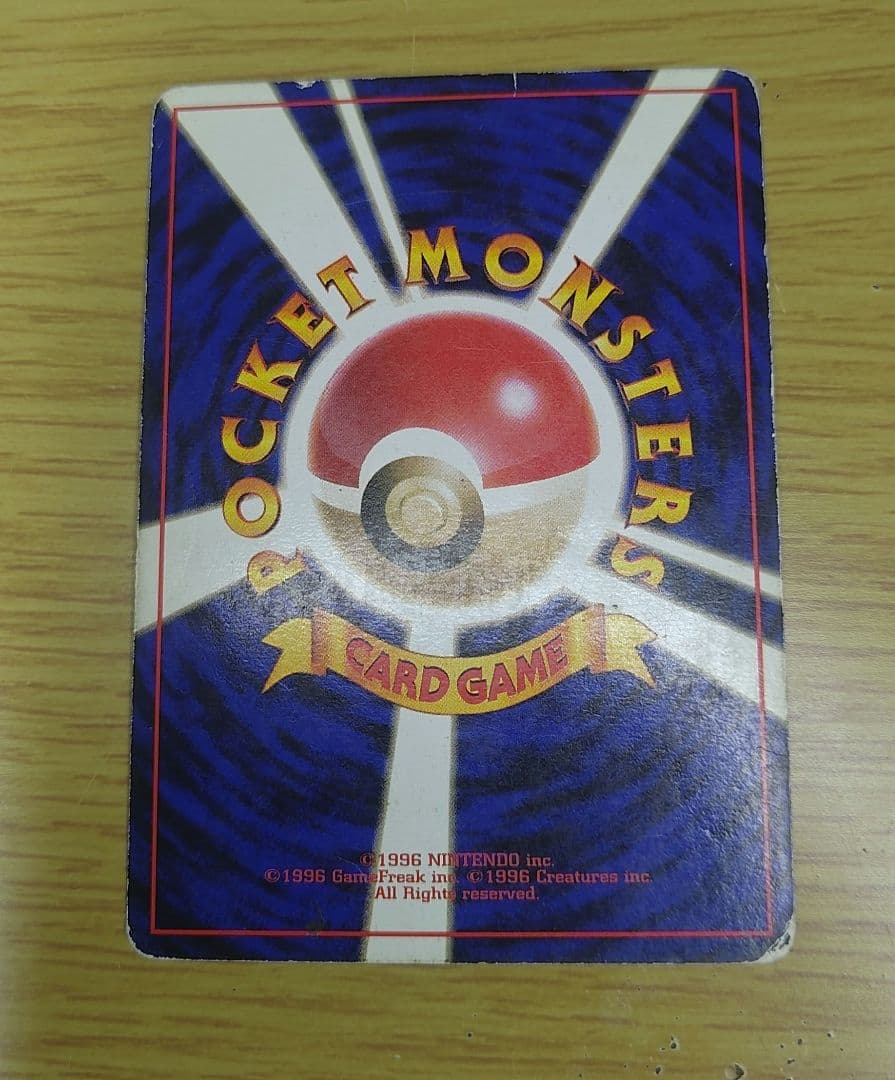 POCKET MONSTERS
CARD GAME
©1996 NINTENDO inc.
©1996 GameFreak inc. ©1996 Creatures inc.
All Rights reserved.